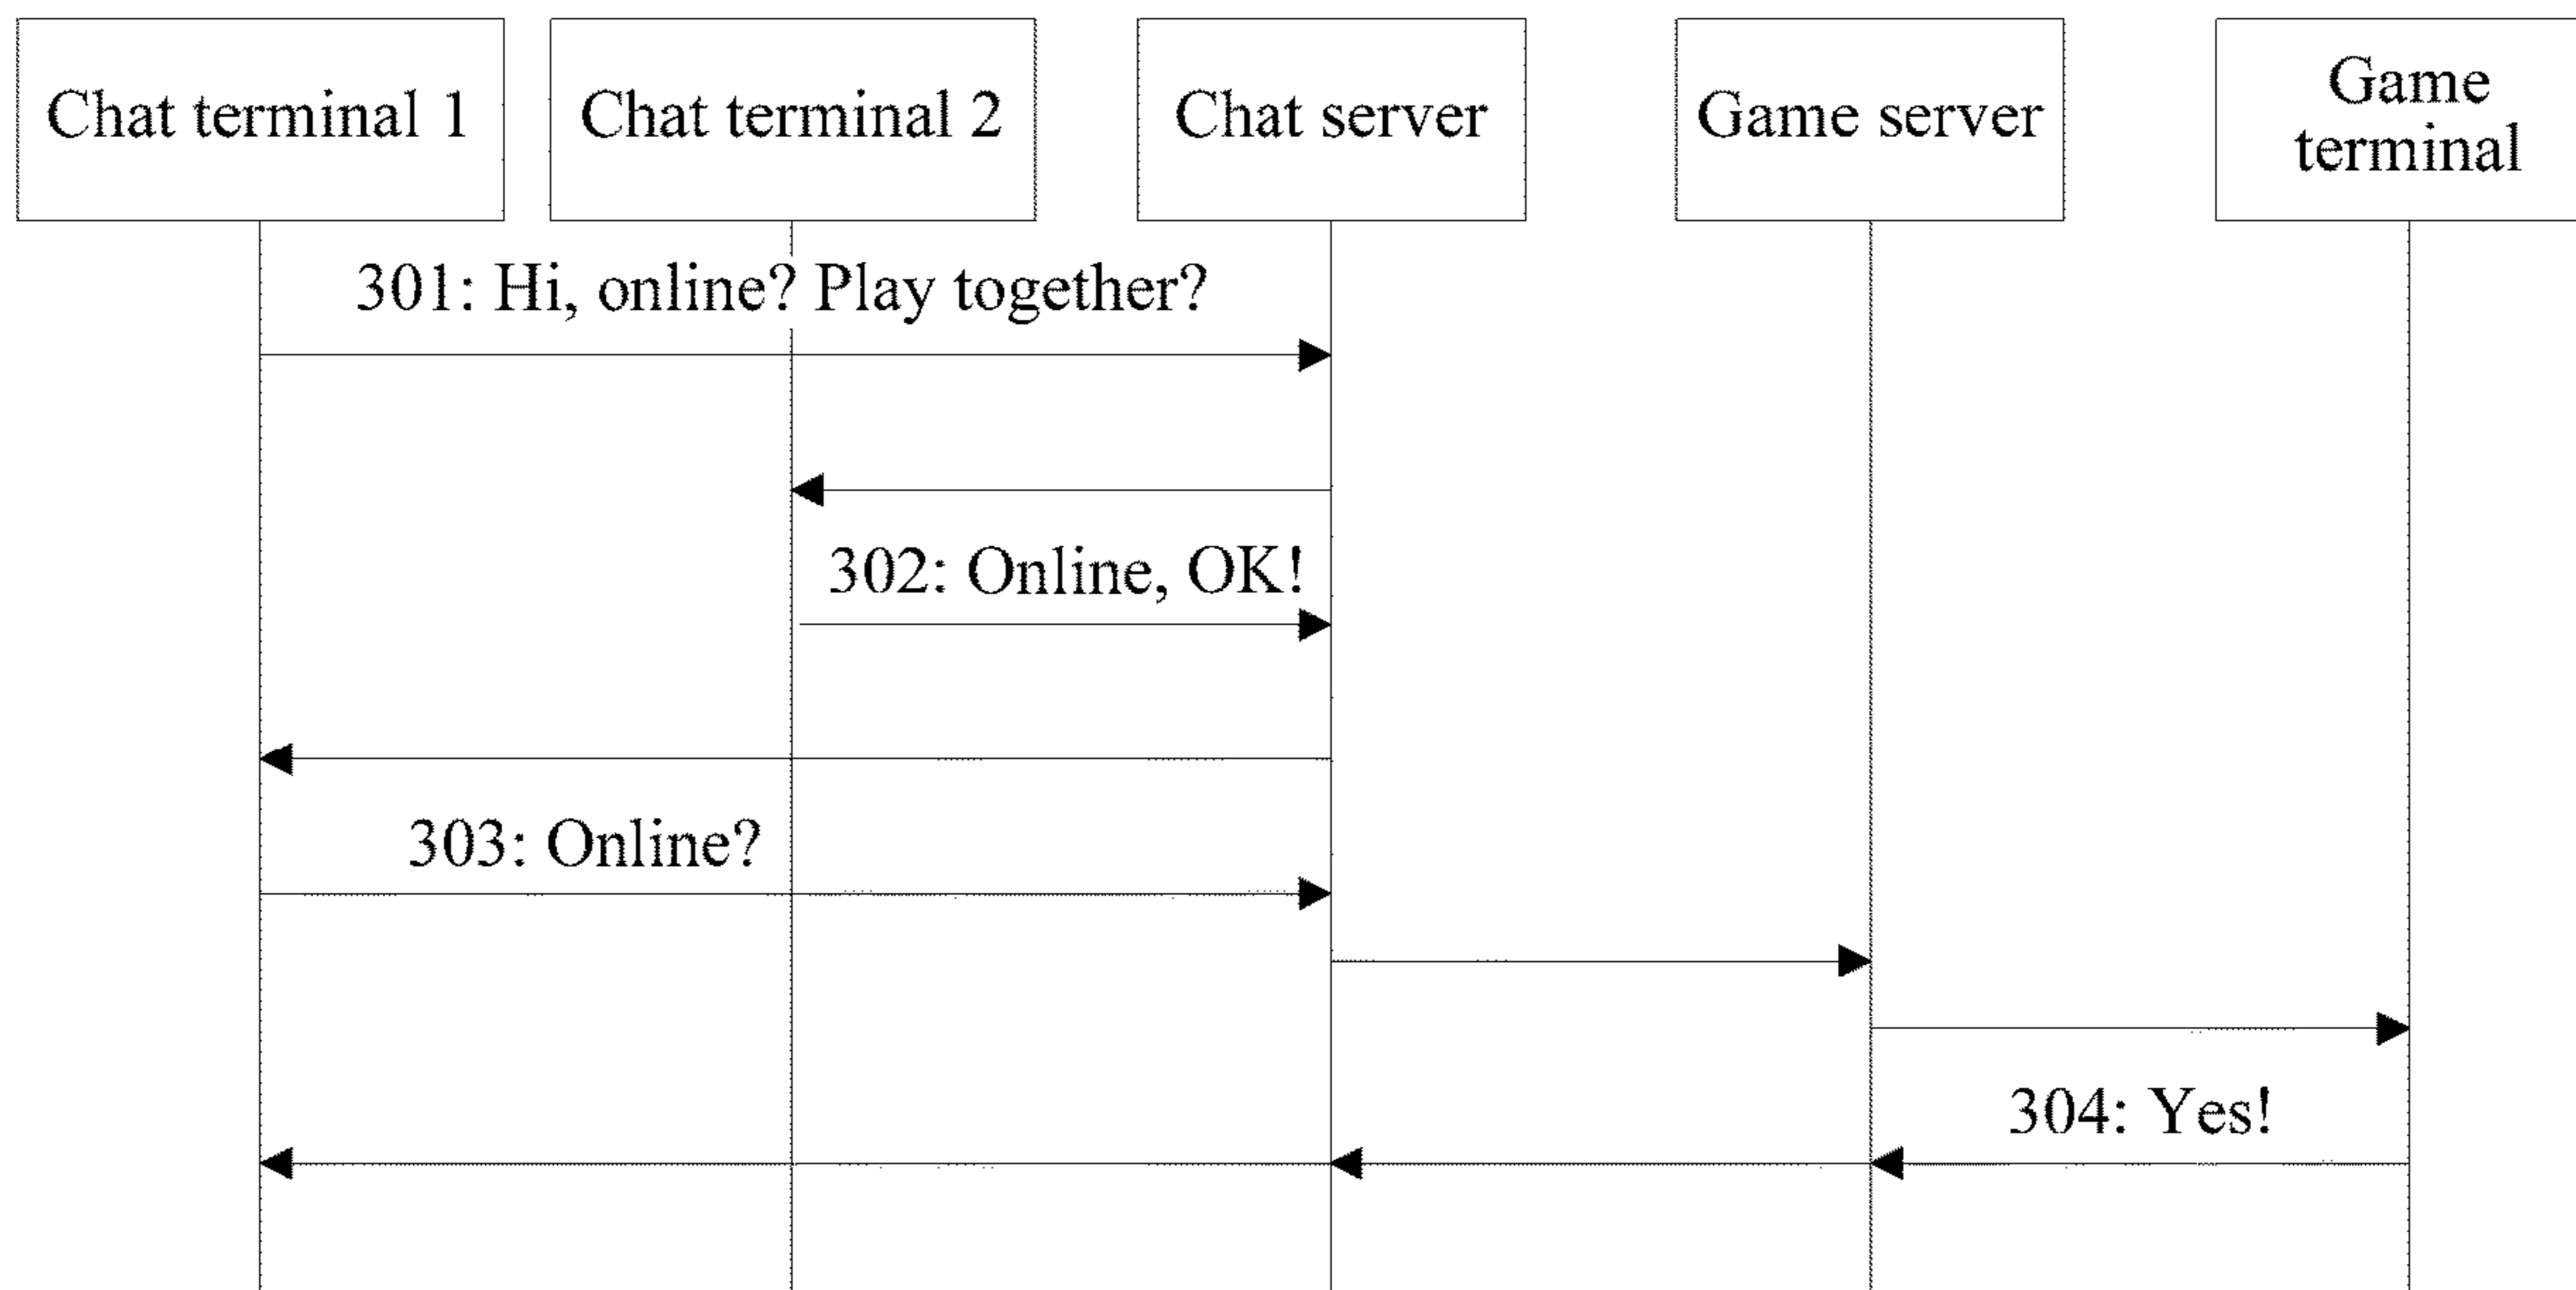 Chat terminal 1
Chat terminal 2
Chat server
Game server
Game
terminal
301: Hi, online? Play together?
302: Online, OK!
303: Online?
304: Yes!